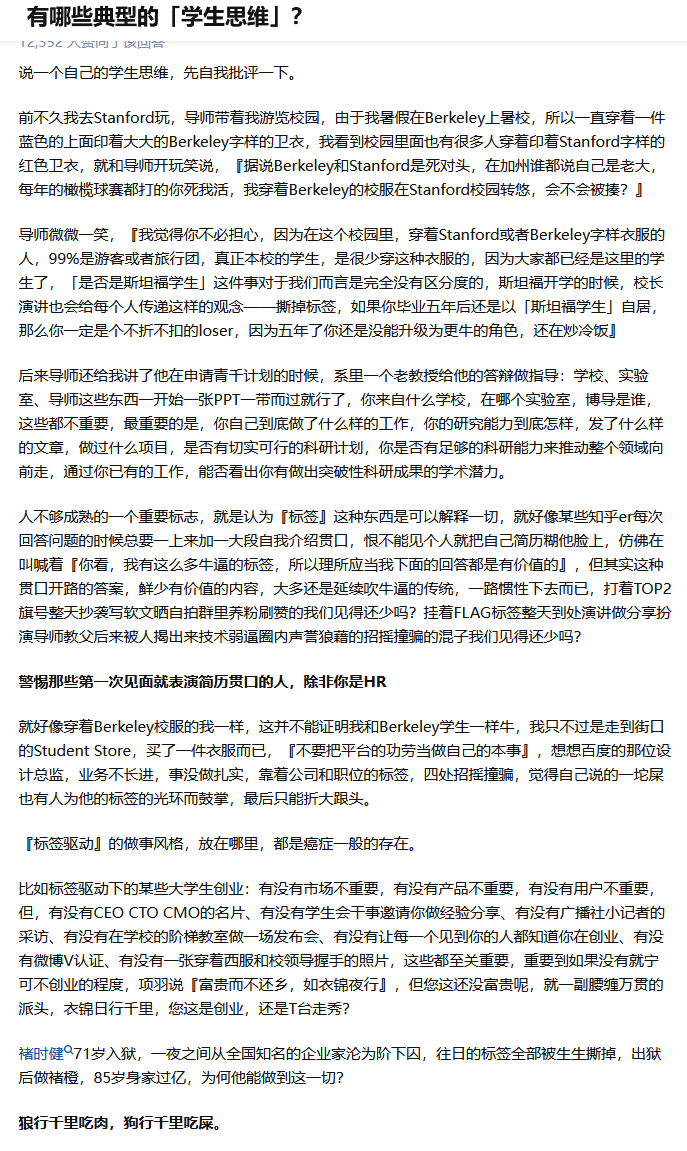 有哪些典型的「学生思维」？
12,552 人赞同了该回答
说一个自己的学生思维，先自我批评一下。
前不久我去Stanford玩，导师带着我游览校园，由于我暑假在Berkeley上暑校，所以一直穿着一件
蓝色的上面印着大大的Berkeley字样的卫衣，我看到校园里面也有很多人穿着印着Stanford字样的
红色卫衣，就和导师开玩笑说，『据说Berkeley和Stanford是死对头，在加州谁都说自己是老大，
每年的橄榄球赛都打的你死我活，我穿着Berkeley的校服在Stanford校园转悠，会不会被揍？』
导师微微一笑，『我觉得你不必担心，因为在这个校园里，穿着Stanford或者Berkeley字样衣服的
人，99%是游客或者旅行团，真正本校的学生，是很少穿这种衣服的，因为大家都已经是这里的学
生了，「是否是斯坦福学生」这件事对于我们而言是完全没有区分度的，斯坦福开学的时候，校长
演讲也会给每个人传递这样的观念——撕掉标签，如果你毕业五年后还是以「斯坦福学生」自居，
那么你一定是个不折不扣的loser，因为五年了你还是没能升级为更牛的角色，还在炒冷饭』
后来导师还给我讲了他在申请青千计划的时候，系里一个老教授给他的答辩做指导：学校、实验
室、导师这些东西一开始一张PPT一带而过就行了，你来自什么学校，在哪个实验室，博导是谁，
这些都不重要，最重要的是，你自己到底做了什么样的工作，你的研究能力到底怎样，发了什么样
的文章，做过什么项目，是否有切实可行的科研计划，你是否有足够的科研能力来推动整个领域向
前走，通过你已有的工作，能否看出你有做出突破性科研成果的学术潜力。
人不够成熟的一个重要标志，就是认为『标签』这种东西是可以解释一切，就好像某些知乎er每次
回答问题的时候总要一上来加一大段自我介绍贯口，恨不能见个人就把自己简历糊他脸上，仿佛在
叫喊着『你看，我有这么多牛逼的标签，所以理所应当我下面的回答都是有价值的』，但其实这种
贯口开路的答案，鲜少有价值的内容，大多还是延续吹牛逼的传统，一路惯性下去而已，打着TOP2
旗号整天抄袭写软文晒自拍群里养粉刷赞的我们见得还少吗？挂着FLAG标签整天到处演讲做分享扮
演导师教父后来被人揭出来技术弱逼圈内声誉狼藉的招摇撞骗的混子我们见得还少吗？
警惕那些第一次见面就表演简历贯口的人，除非你是HR
就好像穿着Berkeley校服的我一样，这并不能证明我和Berkeley学生一样牛，我只不过是走到街口
的Student Store，买了一件衣服而已，『不要把平台的功劳当做自己的本事』，想想百度的那位设
计总监，业务不长进，事没做扎实，靠着公司和职位的标签，四处招摇撞骗，觉得自己说的一坨屎
也有人为他的标签的光环而鼓掌，最后只能折大跟头。
『标签驱动』的做事风格，放在哪里，都是癌症一般的存在。
比如标签驱动下的某些大学生创业：有没有市场不重要，有没有产品不重要，有没有用户不重要，
但，有没有CEO CTO CMO的名片、有没有学生会干事邀请你做经验分享、有没有广播社小记者的
采访、有没有在学校的阶梯教室做一场发布会、有没有让每一个见到你的人都知道你在创业、有没
有微博V认证、有没有一张穿着西服和校领导握手的照片，这些都至关重要，重要到如果没有就宁
可不创业的程度，项羽说『富贵而不还乡，如衣锦夜行』，但您这还没富贵呢，就一副腰缠万贯的
派头，衣锦日行千里，您这是创业，还是T台走秀？
褚时健71岁入狱，一夜之间从全国知名的企业家沦为阶下囚，往日的标签全部被生生撕掉，出狱
后做褚橙，85岁身家过亿，为何他能做到这一切？
狼行千里吃肉，狗行千里吃屎。